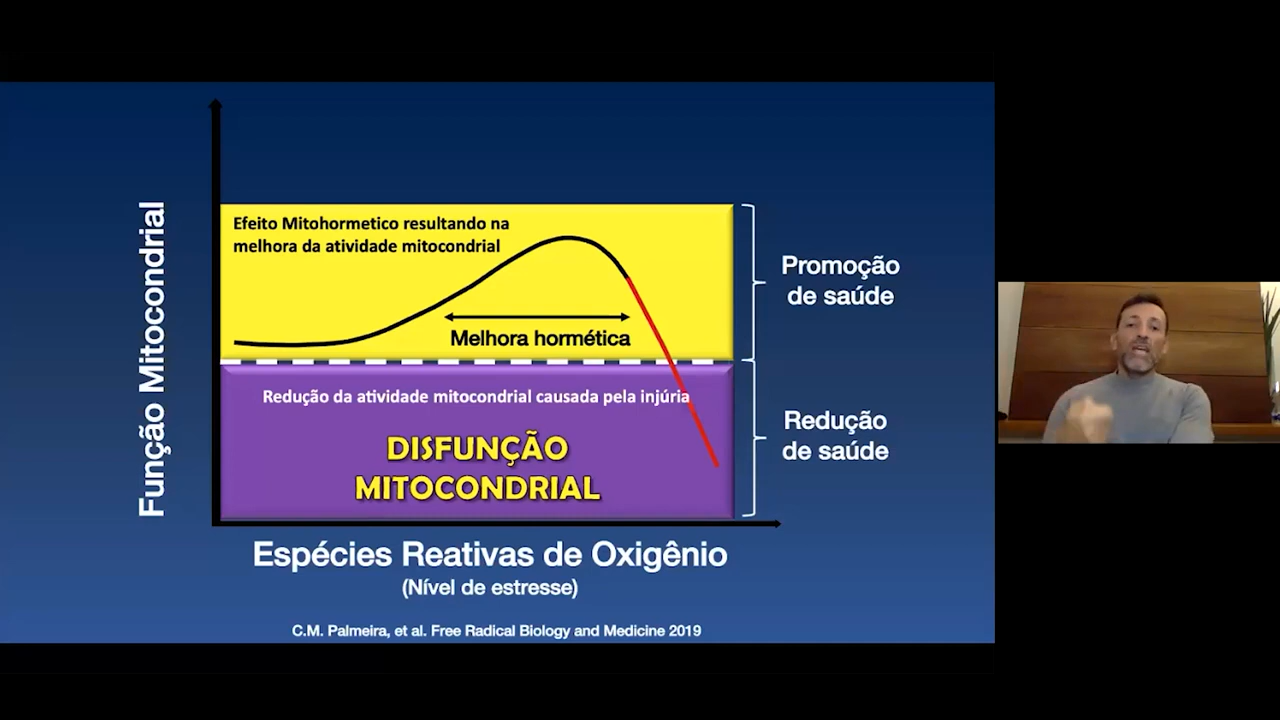 Função Mitocondrial
Efeito Mitohormetico resultando na
melhora da atividade mitocondrial
Melhora hormética
Promoção
de saúde
Redução da atividade mitocondrial causada pela injúria
DISFUNÇÃO
MITOCONDRIAL
Redução
de saúde
Espécies Reativas de Oxigênio
(Nível de estresse)
C.M. Palmeira, et al. Free Radical Biology and Medicine 2019